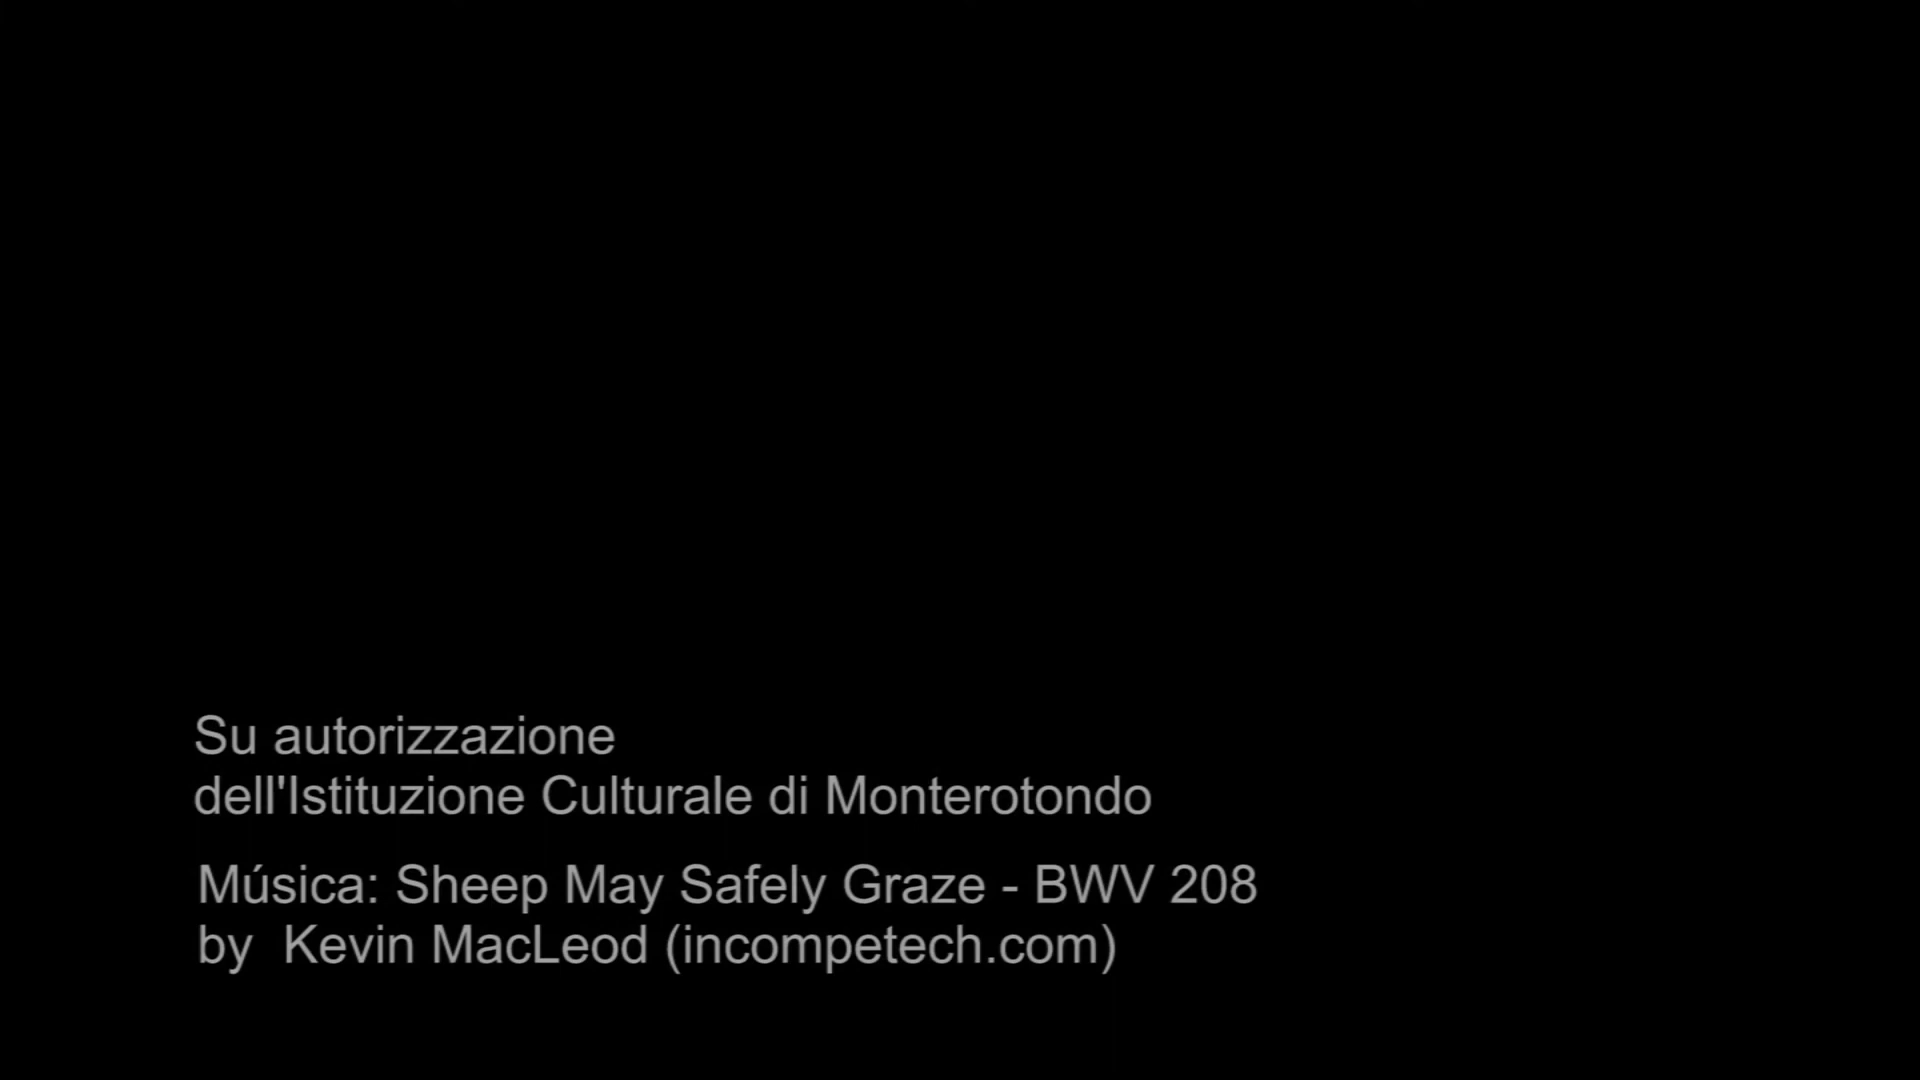 Su autorizzazione
dell'Istituzione Culturale di Monterotondo
Música: Sheep May Safely Graze - BWV 208
by  Kevin MacLeod (incompetech.com)